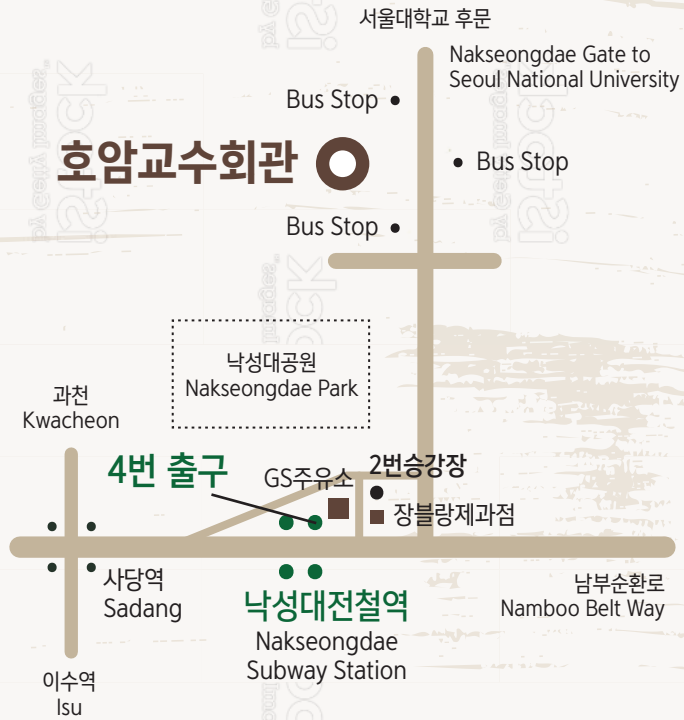 서울대학교 후문
Nakseongdae Gate to
Seoul National University
Bus Stop
호암교수회관
Bus Stop
Bus Stop
낙성대공원
Nakseongdae Park
과천
Kwacheon
4번 출구
GS주유소
2번승강장
장블랑제과점
사당역
Sadang
낙성대전철역
Nakseongdae
Subway Station
남부순환로
Namboo Belt Way
이수역
Isu